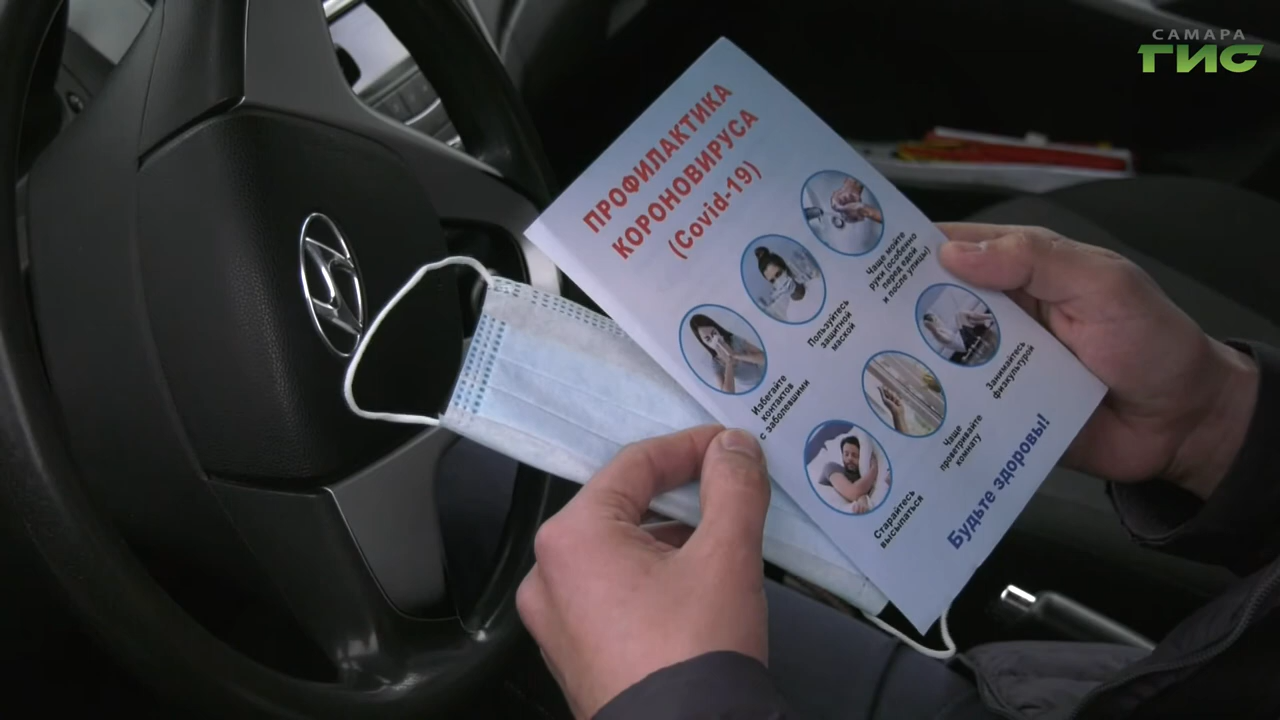 САМАРА
ГИС
ПРОФИЛАКТИКА
КОРОНОВИРУСА
(Covid-19)
Избегайте
контактов
с заболевшими
Пользуйтесь
защитной
маской
Чаще мойте
руки (особенно
перед едой
и после улицы)
Старайтесь
высыпаться
Чаще
проветривайте
комнату
Занимайтесь
физкультурой
Будьте здоровы!